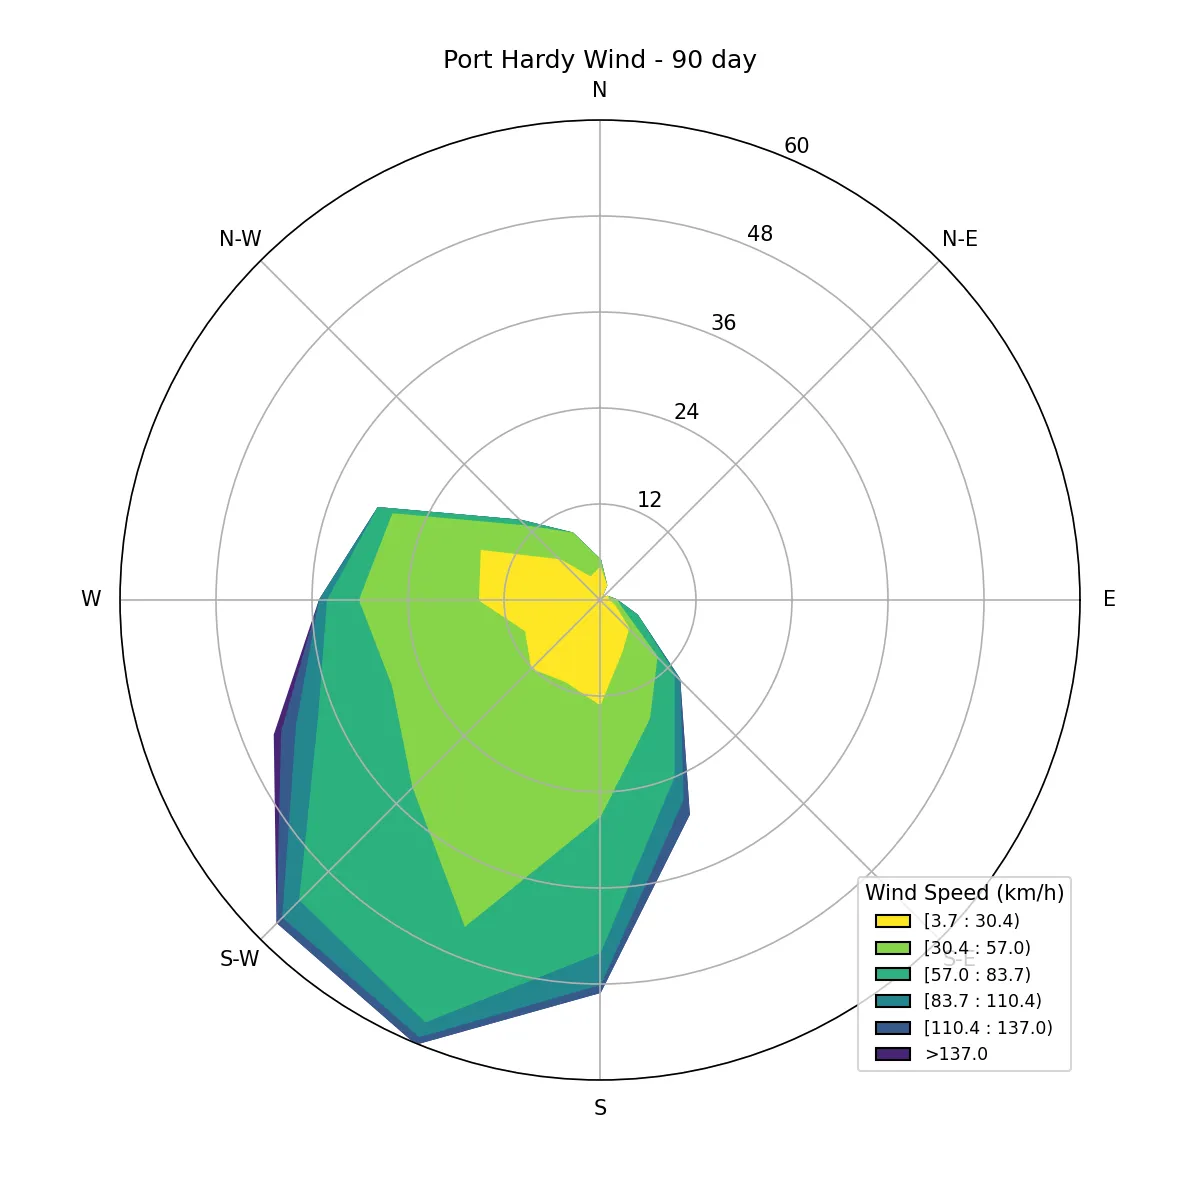 Port Hardy Wind - 90 day
N
60
N-W
48
N-E
36
24
12
W
E
S-W
S-E
Wind Speed (km/h)
[3.7 : 30.4)
[30.4 : 57.0)
[57.0 : 83.7)
[83.7 : 110.4)
[110.4 : 137.0)
>137.0
S